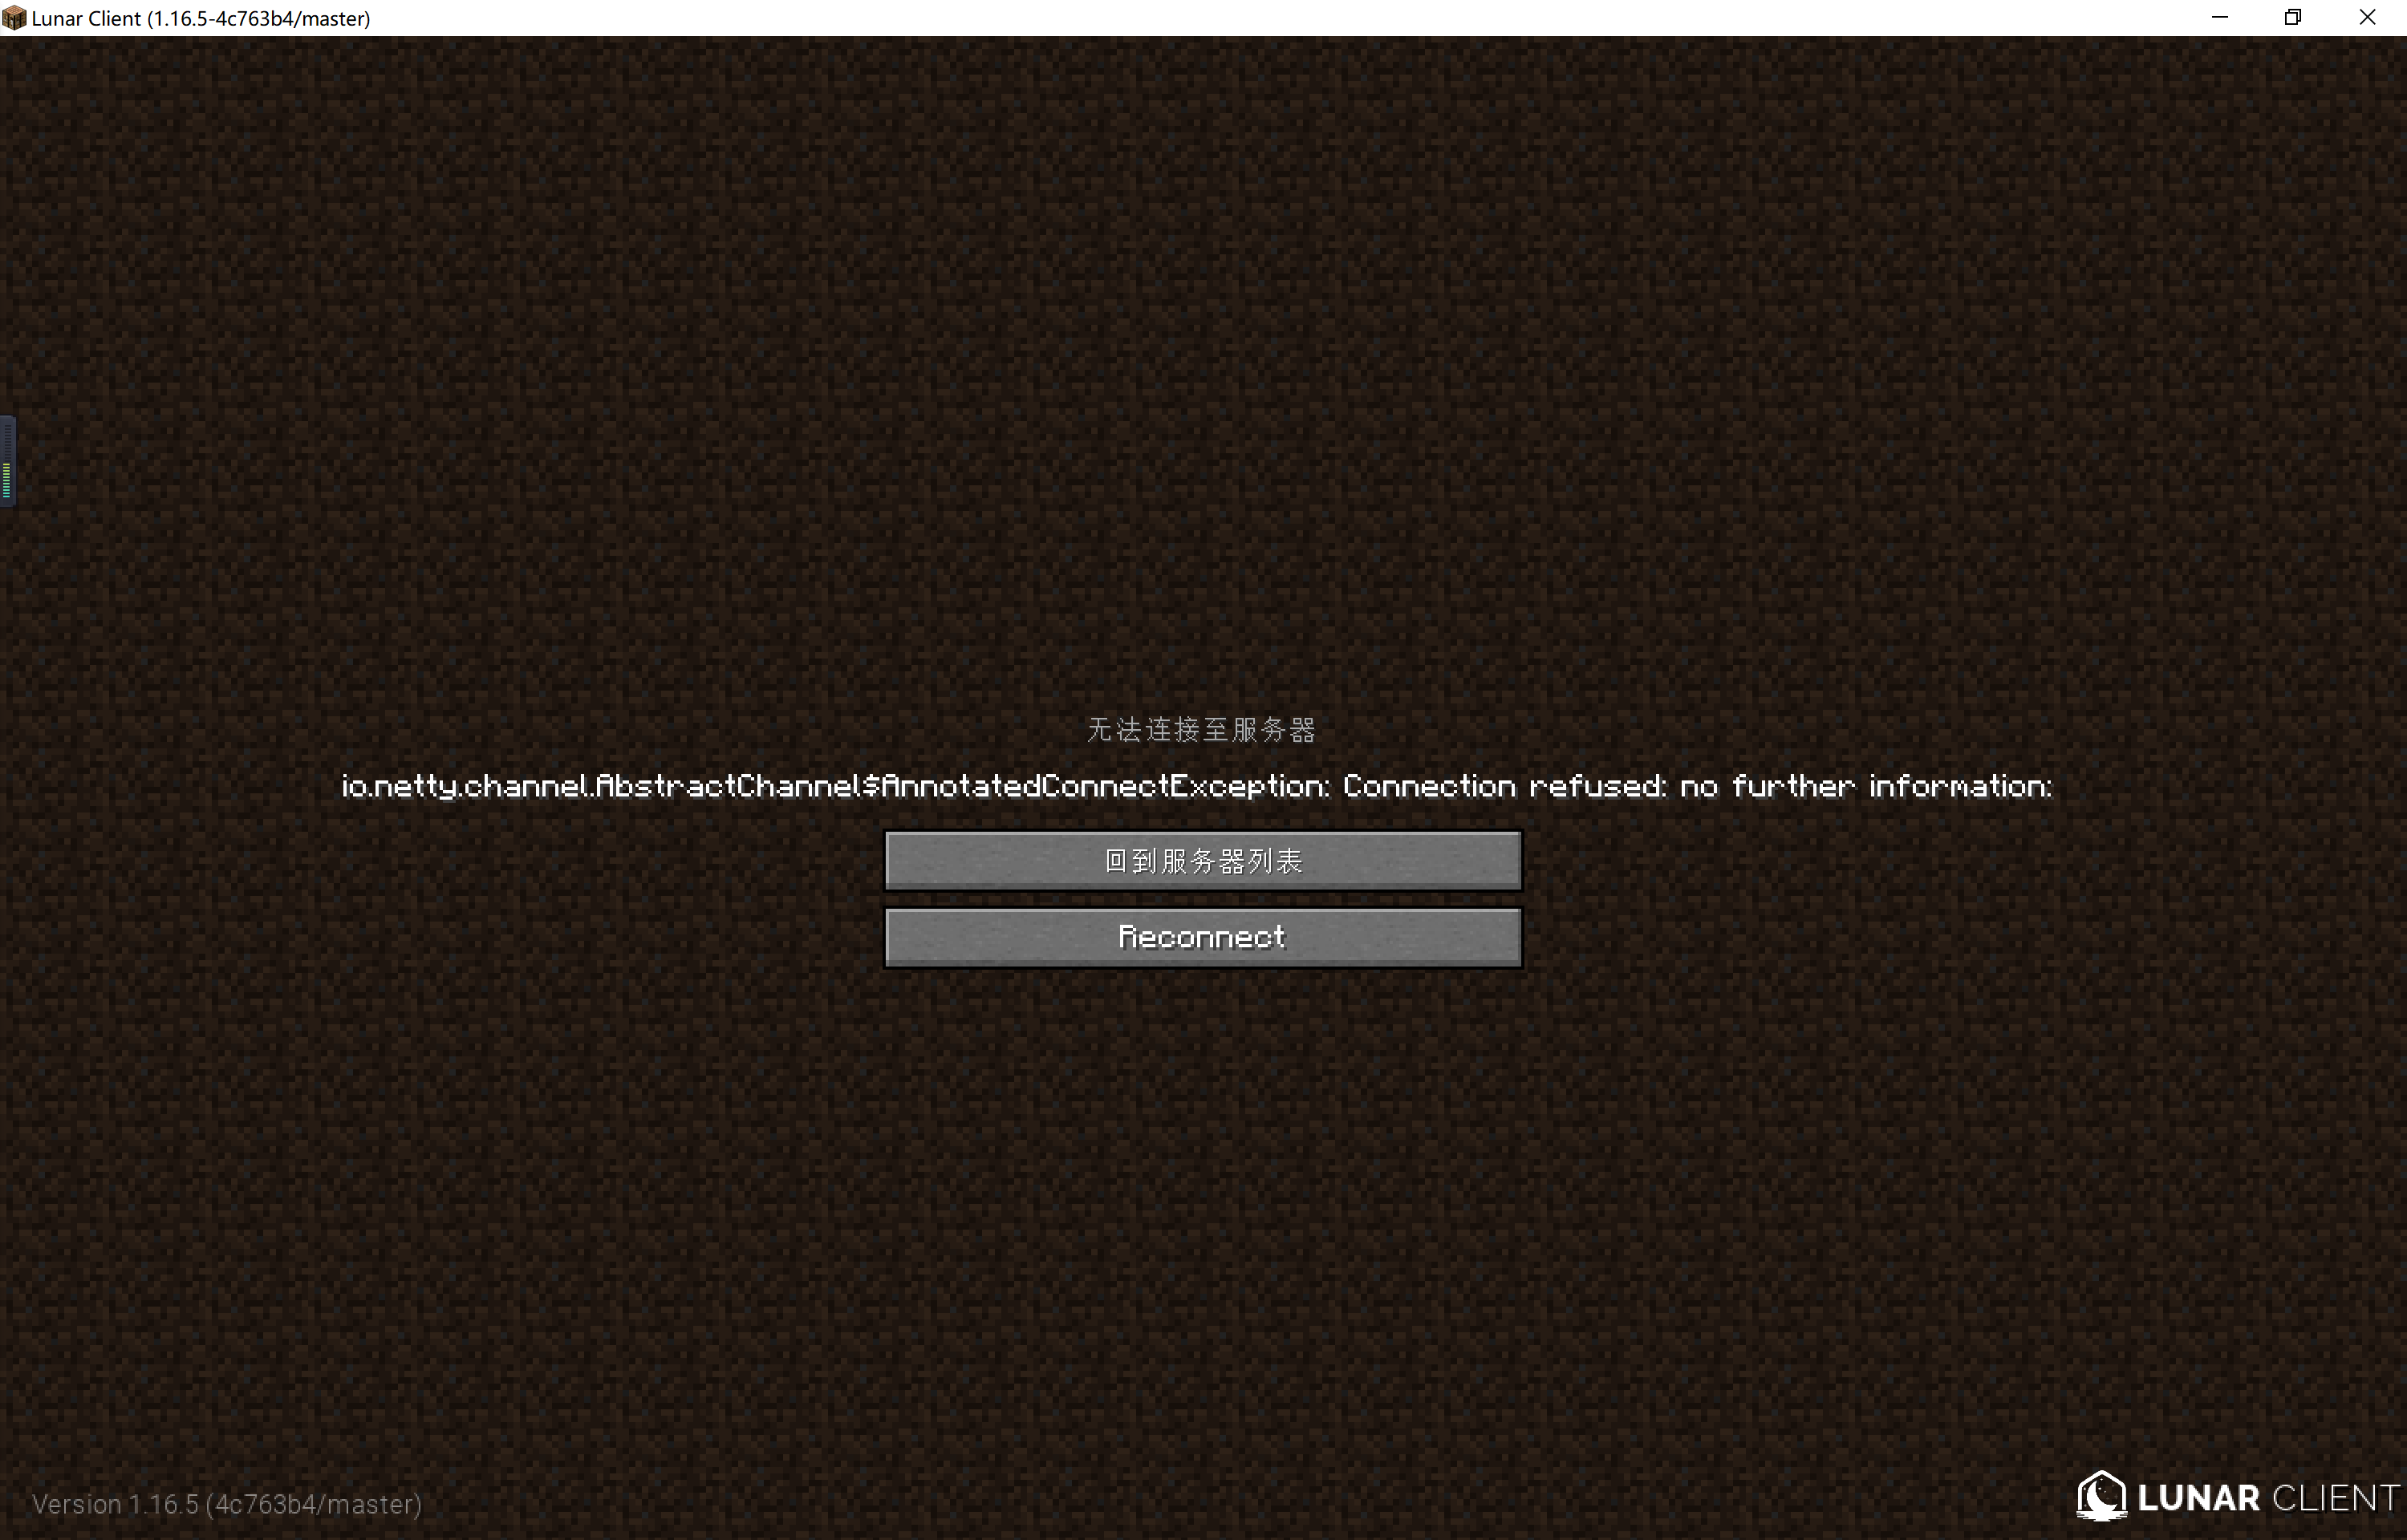 Lunar Client (1.16.5-4c763b4/master)
无法连接至服务器
io.netty.channel.AbstractChannel$AnnotatedConnectException: Connection refused: no further information:
回到服务器列表
Reconnect
Version 1.16.5 (4c763b4/master)
LUNAR CLIENT